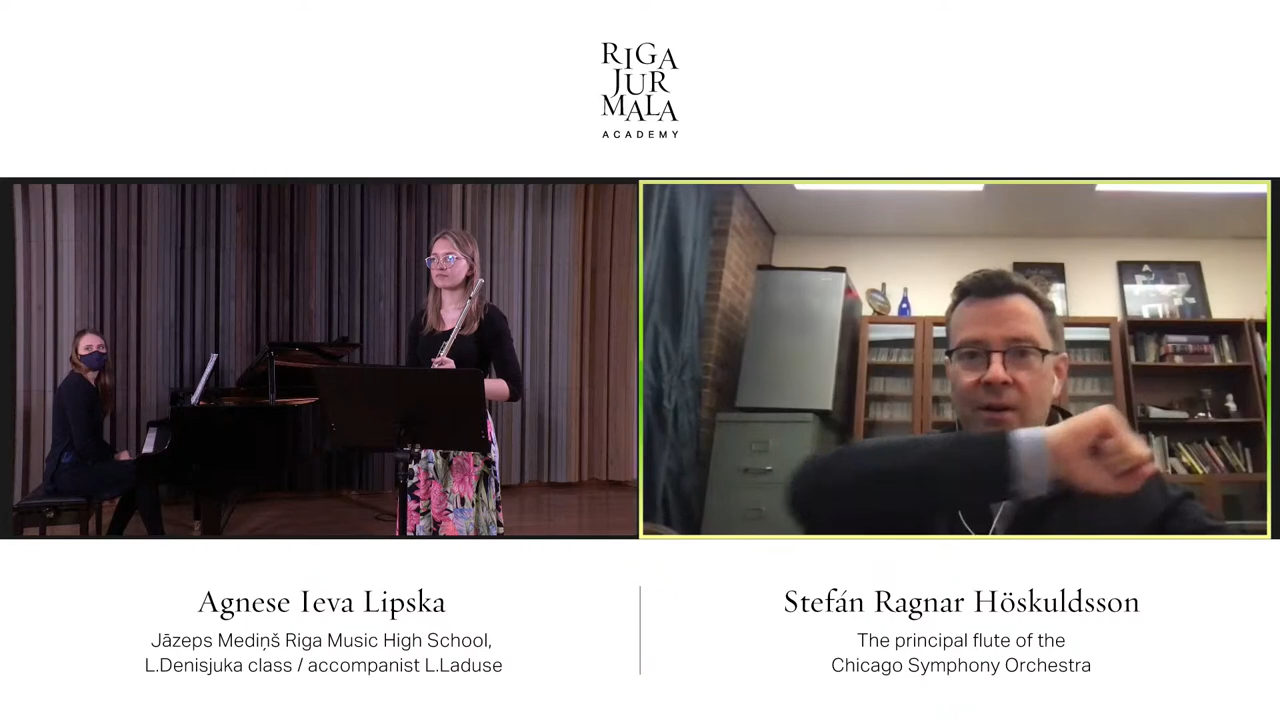 RIGA
JUR
MALA
ACADEMY
Agnese Ieva Lipska
Jāzeps Mediņš Riga Music High School,
L.Denisjuka class / accompanist L.Laduse
Stefán Ragnar Höskuldsson
The principal flute of the
Chicago Symphony Orchestra